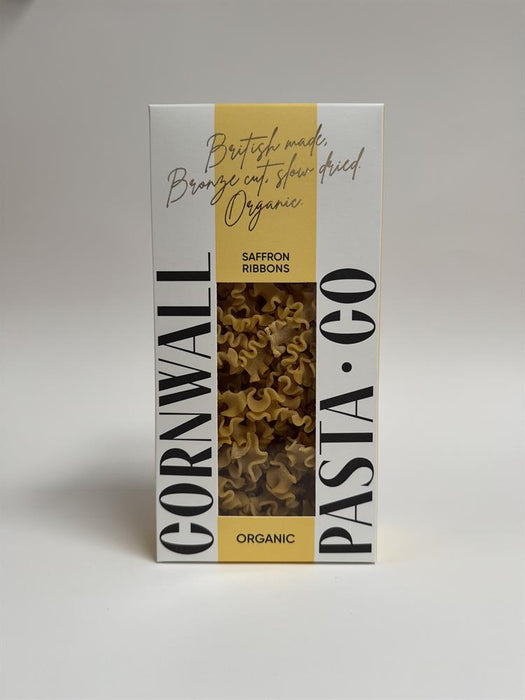 British made,
Bronze cut, slow dried.
Organic.
SAFFRON
RIBBONS
CORNWALL
PASTA • CO
ORGANIC